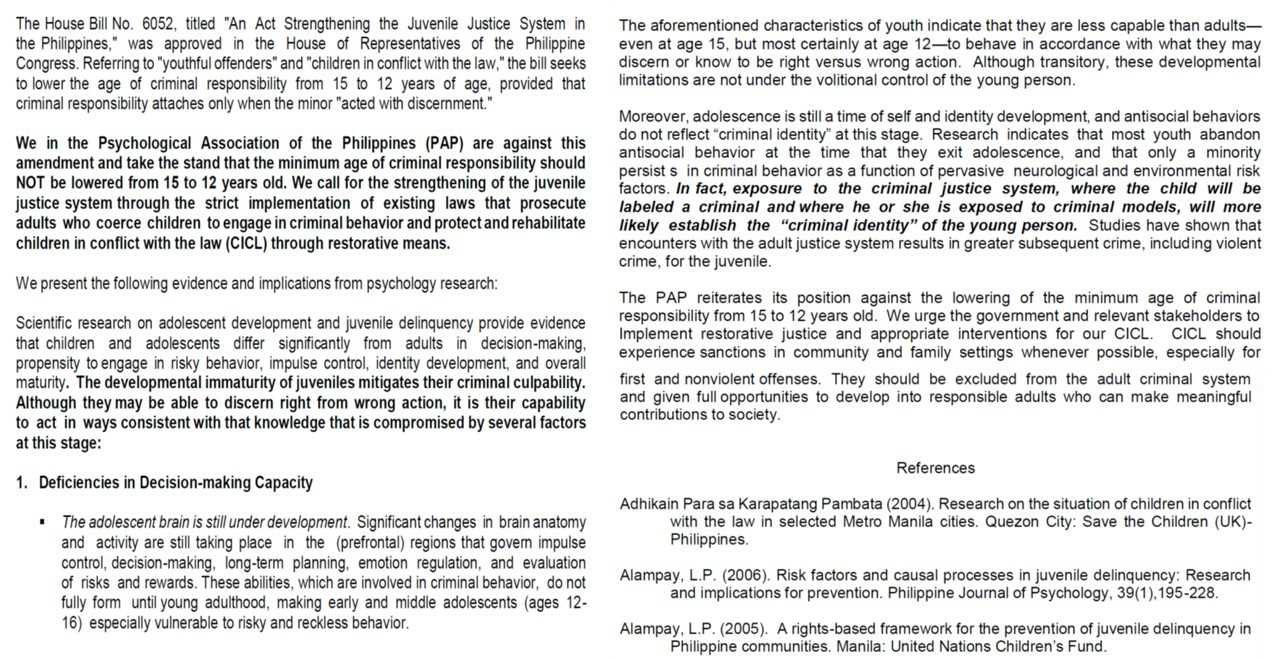 The House Bill No. 6052, titled "An Act Strengthening the Juvenile Justice System in
the Philippines," was approved in the House of Representatives of the Philippine
Congress. Referring to "youthful offenders" and "children in conflict with the law," the bill seeks
to lower the age of criminal responsibility from 15 to 12 years of age, provided that
criminal responsibility attaches only when the minor "acted with discernment."
We in the Psychological Association of the Philippines (PAP) are against this
amendment and take the stand that the minimum age of criminal responsibility should
NOT be lowered from 15 to 12 years old. We call for the strengthening of the juvenile
justice system through the strict implementation of existing laws that prosecute
adults who coerce children to engage in criminal behavior and protect and rehabilitate
children in conflict with the law (CICL) through restorative means.
We present the following evidence and implications from psychology research:
Scientific research on adolescent development and juvenile delinquency provide evidence
that children and adolescents differ significantly from adults in decision-making,
propensity to engage in risky behavior, impulse control, identity development, and overall
maturity. The developmental immaturity of juveniles mitigates their criminal culpability.
Although they may be able to discern right from wrong action, it is their capability
to act in ways consistent with that knowledge that is compromised by several factors
at this stage:
1. Deficiencies in Decision-making Capacity
▪ The adolescent brain is still under development. Significant changes in brain anatomy
and activity are still taking place in the (prefrontal) regions that govern impulse
control, decision-making, long-term planning, emotion regulation, and evaluation
of risks and rewards. These abilities, which are involved in criminal behavior, do not
fully form until young adulthood, making early and middle adolescents (ages 12-
16) especially vulnerable to risky and reckless behavior.
The aforementioned characteristics of youth indicate that they are less capable than adults—
even at age 15, but most certainly at age 12—to behave in accordance with what they may
discern or know to be right versus wrong action. Although transitory, these developmental
limitations are not under the volitional control of the young person.
Moreover, adolescence is still a time of self and identity development, and antisocial behaviors
do not reflect “criminal identity” at this stage. Research indicates that most youth abandon
antisocial behavior at the time that they exit adolescence, and that only a minority
persist s in criminal behavior as a function of pervasive neurological and environmental risk
factors. In fact, exposure to the criminal justice system, where the child will be
labeled a criminal and where he or she is exposed to criminal models, will more
likely establish the “criminal identity” of the young person. Studies have shown that
encounters with the adult justice system results in greater subsequent crime, including violent
crime, for the juvenile.
The PAP reiterates its position against the lowering of the minimum age of criminal
responsibility from 15 to 12 years old. We urge the government and relevant stakeholders to
Implement restorative justice and appropriate interventions for our CICL. CICL should
experience sanctions in community and family settings whenever possible, especially for
first and nonviolent offenses. They should be excluded from the adult criminal system
and given full opportunities to develop into responsible adults who can make meaningful
contributions to society.
References
Adhikain Para sa Karapatang Pambata (2004). Research on the situation of children in conflict
with the law in selected Metro Manila cities. Quezon City: Save the Children (UK)-
Philippines.
Alampay, L.P. (2006). Risk factors and causal processes in juvenile delinquency: Research
and implications for prevention. Philippine Journal of Psychology, 39(1),195-228.
Alampay, L.P. (2005). A rights-based framework for the prevention of juvenile delinquency in
Philippine communities. Manila: United Nations Children’s Fund.